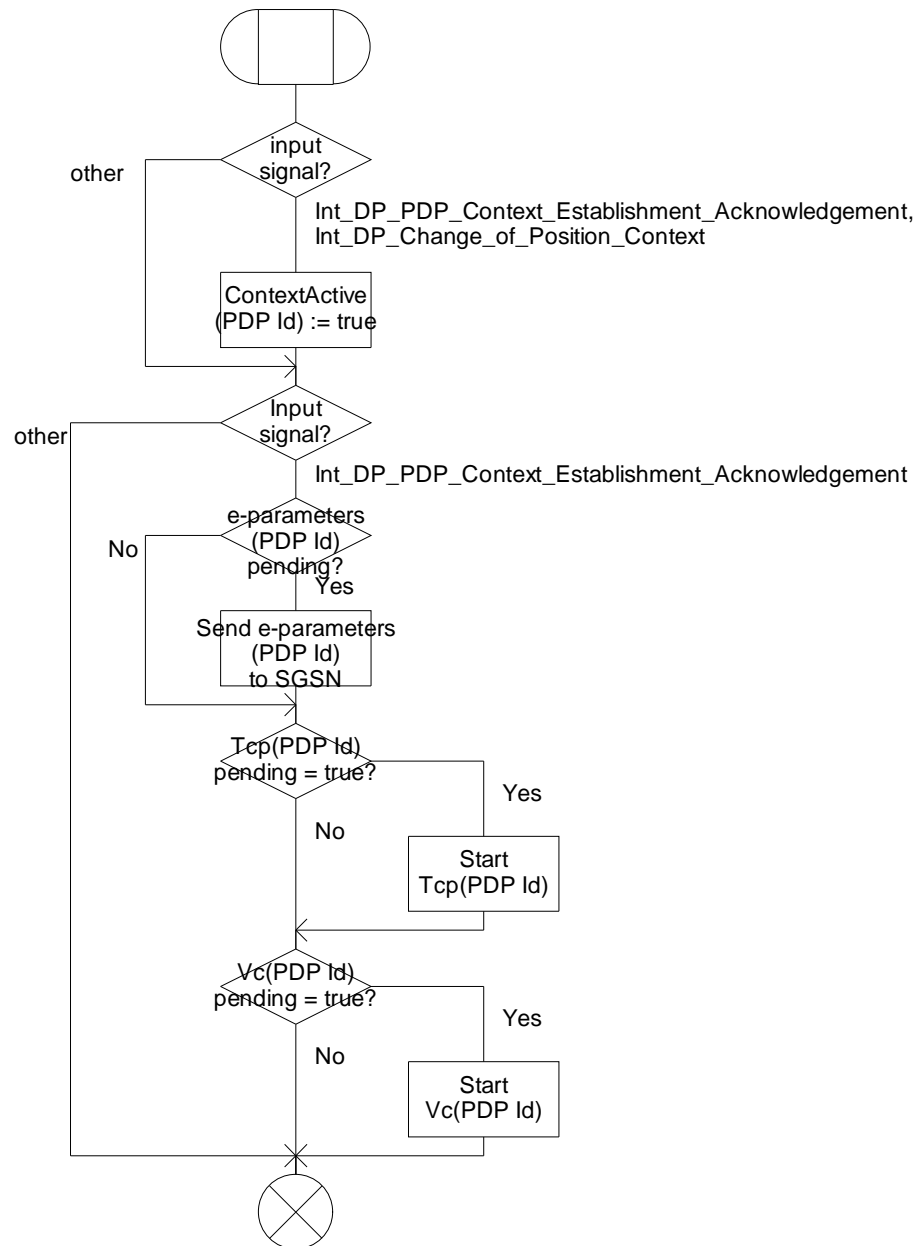 input
signal?
other
Int_DP_PDP_Context_Establishment_Acknowledgement,
Int_DP_Change_of_Position_Context
ContextActive
(PDP Id) := true
Input
signal?
other
Int_DP_PDP_Context_Establishment_Acknowledgement
e-parameters
(PDP Id)
pending?
No
Yes
Send e-parameters
(PDP Id)
to SGSN
Tcp(PDP Id)
pending = true?
Yes
No
Start
Tcp(PDP Id)
Vc(PDP Id)
pending = true?
Yes
No
Start
Vc(PDP Id)